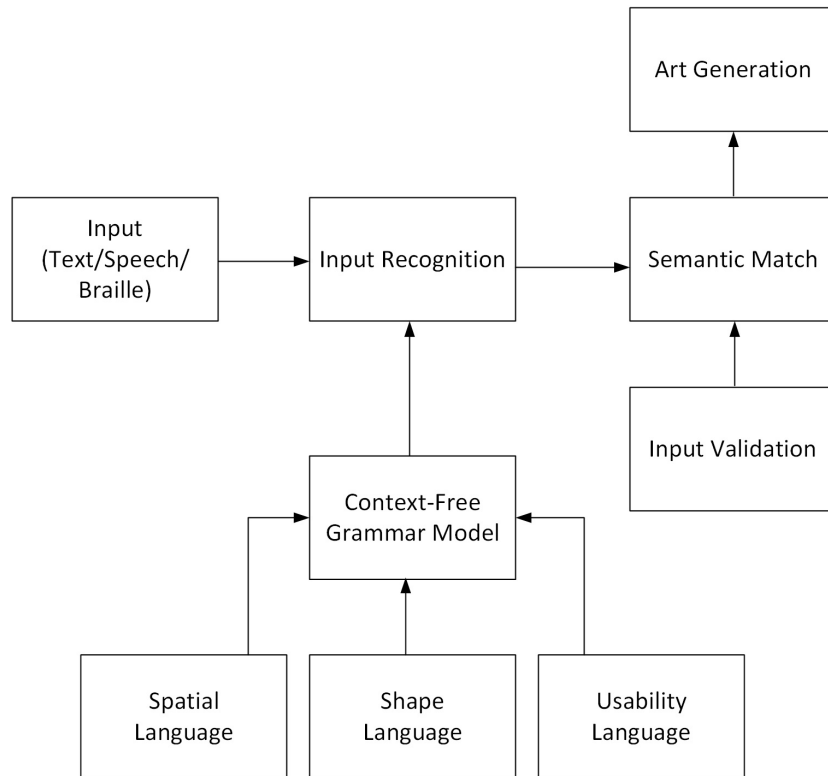 Art Generation
Input
(Text/Speech/
Braille)
Input Recognition
Semantic Match
Input Validation
Context-Free
Grammar Model
Spatial
Language
Shape
Language
Usability
Language